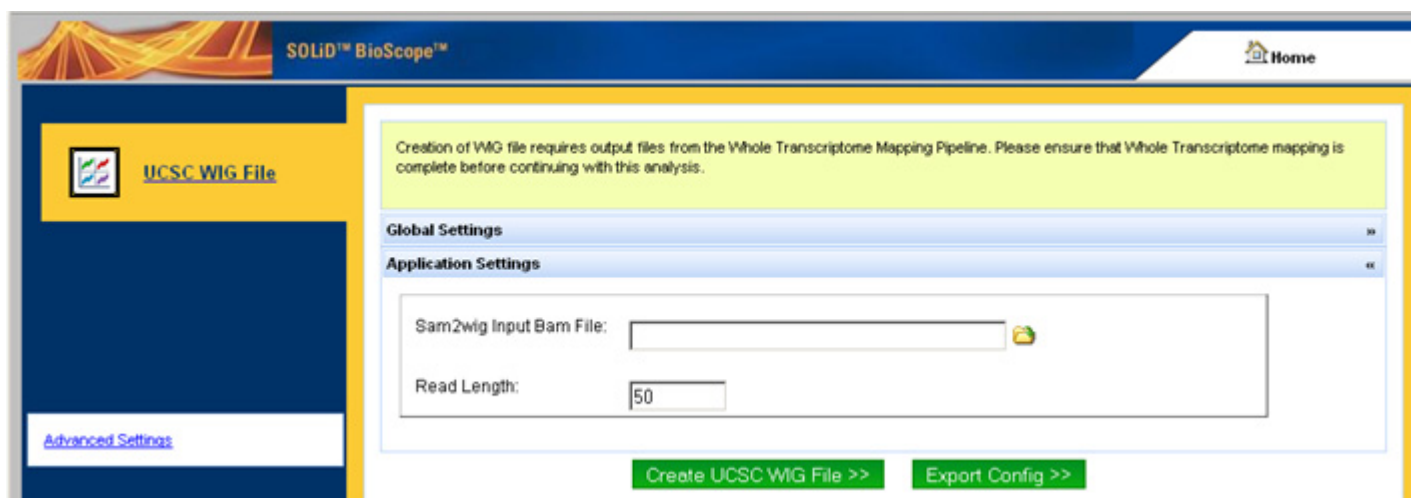 SOLiD™ BioScope™
Home
UCSC WIG File
Creation of WIG file requires output files from the Whole Transcriptome Mapping Pipeline. Please ensure that Whole Transcriptome mapping is
complete before continuing with this analysis.
Global Settings »
Application Settings «
Sam2wig Input Bam File:
Read Length:
50
Advanced Settings
Create UCSC WIG File >>
Export Config >>